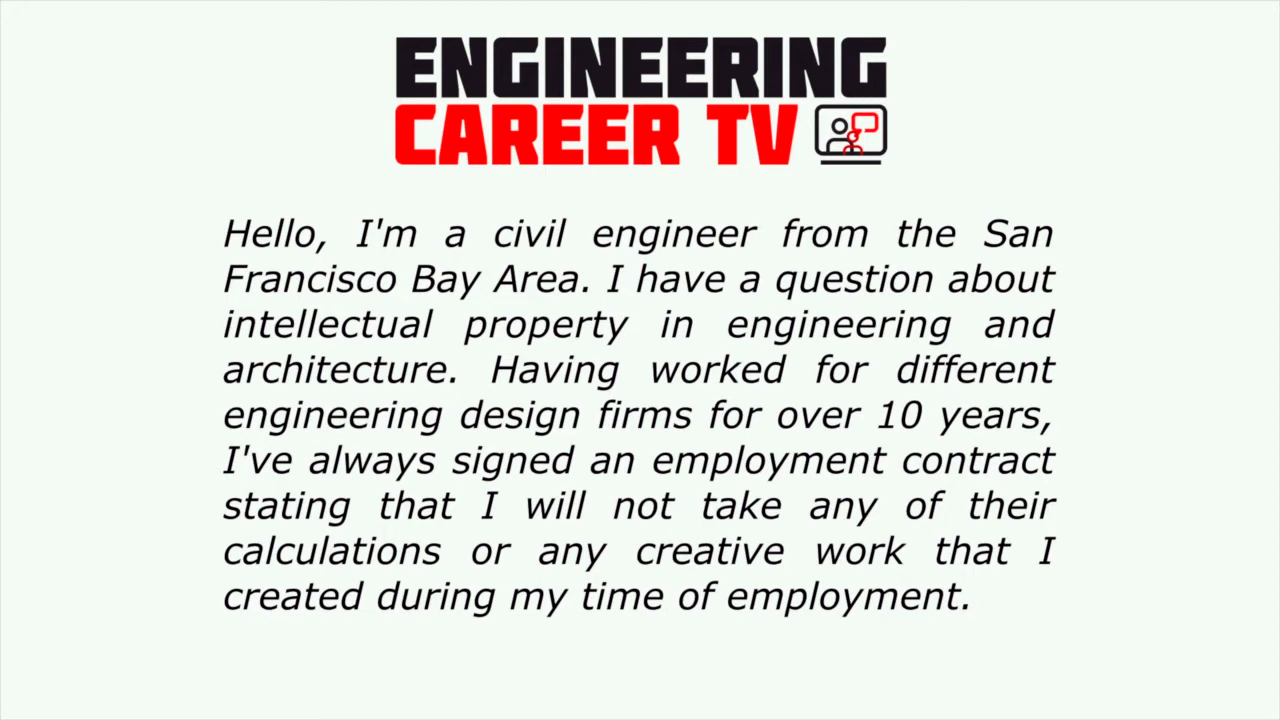 ENGINEERING
CAREER TV
Hello, I'm a civil engineer from the San
Francisco Bay Area. I have a question about
intellectual property in engineering and
architecture. Having worked for different
engineering design firms for over 10 years,
I've always signed an employment contract
stating that I will not take any of their
calculations or any creative work that I
created during my time of employment.